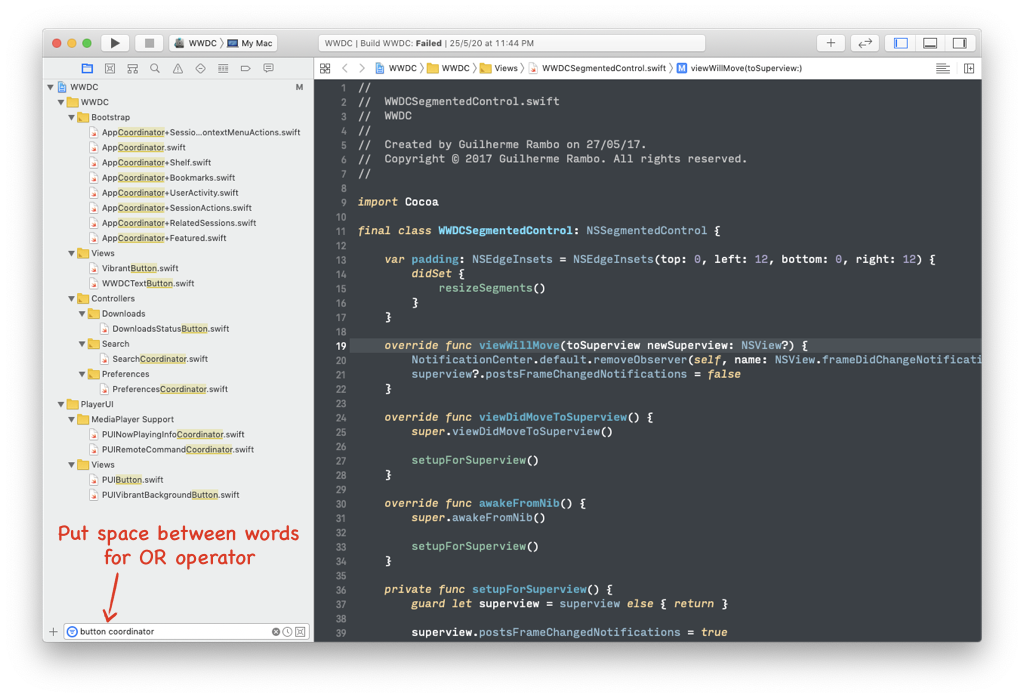 WWDC My Mac
WWDC | Build WWDC: Failed | 25/5/20 at 11:44 PM
WWDC WWDC Views WWDCSegmentedControl.swift M viewWillMove(toSuperview:)
WWDC M
WWDC
Bootstrap
AppCoordinator+Sessio...ontextMenuActions.swift
AppCoordinator.swift
AppCoordinator+Shelf.swift
AppCoordinator+Bookmarks.swift
AppCoordinator+UserActivity.swift
AppCoordinator+SessionActions.swift
AppCoordinator+RelatedSessions.swift
AppCoordinator+Featured.swift
Views
VibrantButton.swift
WWDCTextButton.swift
Controllers
Downloads
DownloadsStatusButton.swift
Search
SearchCoordinator.swift
Preferences
PreferencesCoordinator.swift
PlayerUI
MediaPlayer Support
PUINowPlayingInfoCoordinator.swift
PUIRemoteCommandCoordinator.swift
Views
PUIButton.swift
PUIVibrantBackgroundButton.swift
Put space between words
for OR operator
button coordinator
1 //
2 // WWDCSegmentedControl.swift
3 // WWDC
4 //
5 // Created by Guilherme Rambo on 27/05/17.
6 // Copyright © 2017 Guilherme Rambo. All rights reserved.
7 //
8
9 import Cocoa
10
11 final class WWDCSegmentedControl: NSSegmentedControl {
12
13 var padding: NSEdgeInsets = NSEdgeInsets(top: 0, left: 12, bottom: 0, right: 12) {
14 didSet {
15 resizeSegments()
16 }
17 }
18
19 override func viewWillMove(toSuperview newSuperview: NSView?) {
20 NotificationCenter.default.removeObserver(self, name: NSView.frameDidChangeNotificati
21 superview?.postsFrameChangedNotifications = false
22 }
23
24 override func viewDidMoveToSuperview() {
25 super.viewDidMoveToSuperview()
26
27 setupForSuperview()
28 }
29
30 override func awakeFromNib() {
31 super.awakeFromNib()
32
33 setupForSuperview()
34 }
35
36 private func setupForSuperview() {
37 guard let superview = superview else { return }
38
39 superview.postsFrameChangedNotifications = true